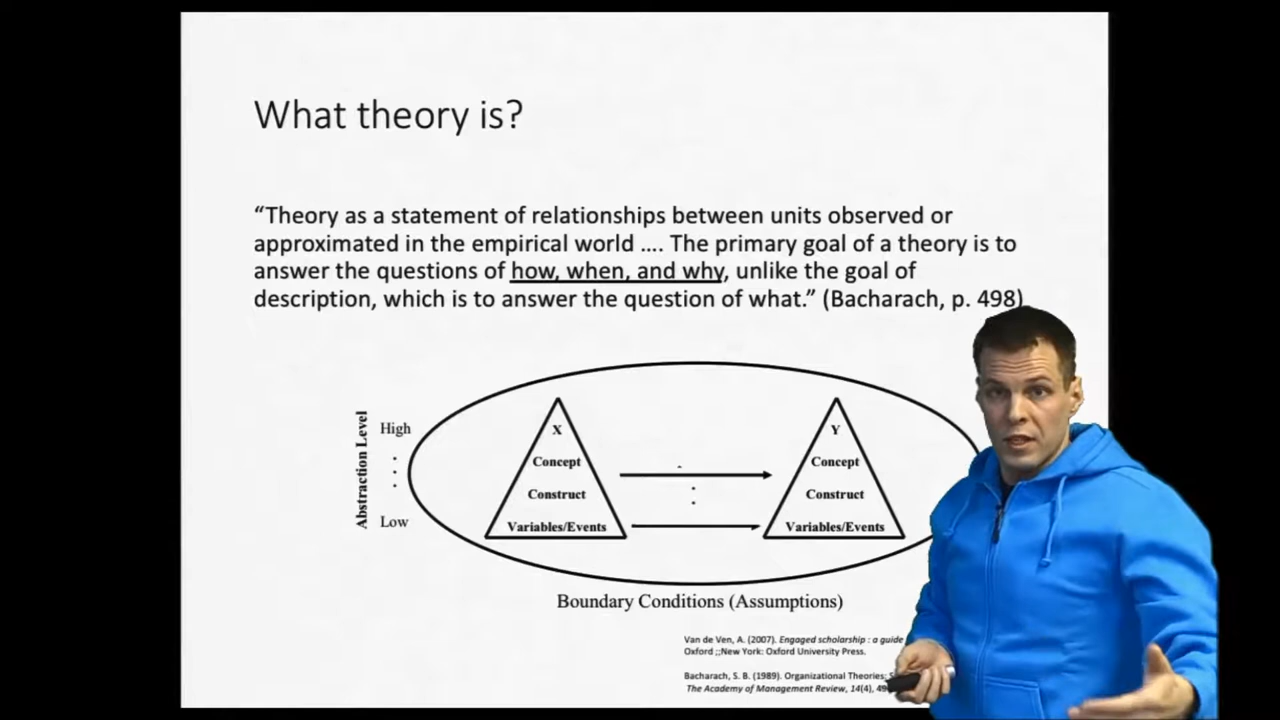 What theory is?
“Theory as a statement of relationships between units observed or
approximated in the empirical world .... The primary goal of a theory is to
answer the questions of how, when, and why, unlike the goal of
description, which is to answer the question of what.” (Bacharach, p. 498)
Abstraction Level
High
Low
X
Concept
Construct
Variables/Events
Y
Concept
Construct
Variables/Events
Boundary Conditions (Assumptions)
Van de Ven, A. (2007). Engaged scholarship : a guide
Oxford ;;New York: Oxford University Press.
Bacharach, S. B. (1989). Organizational Theories:
The Academy of Management Review, 14(4),